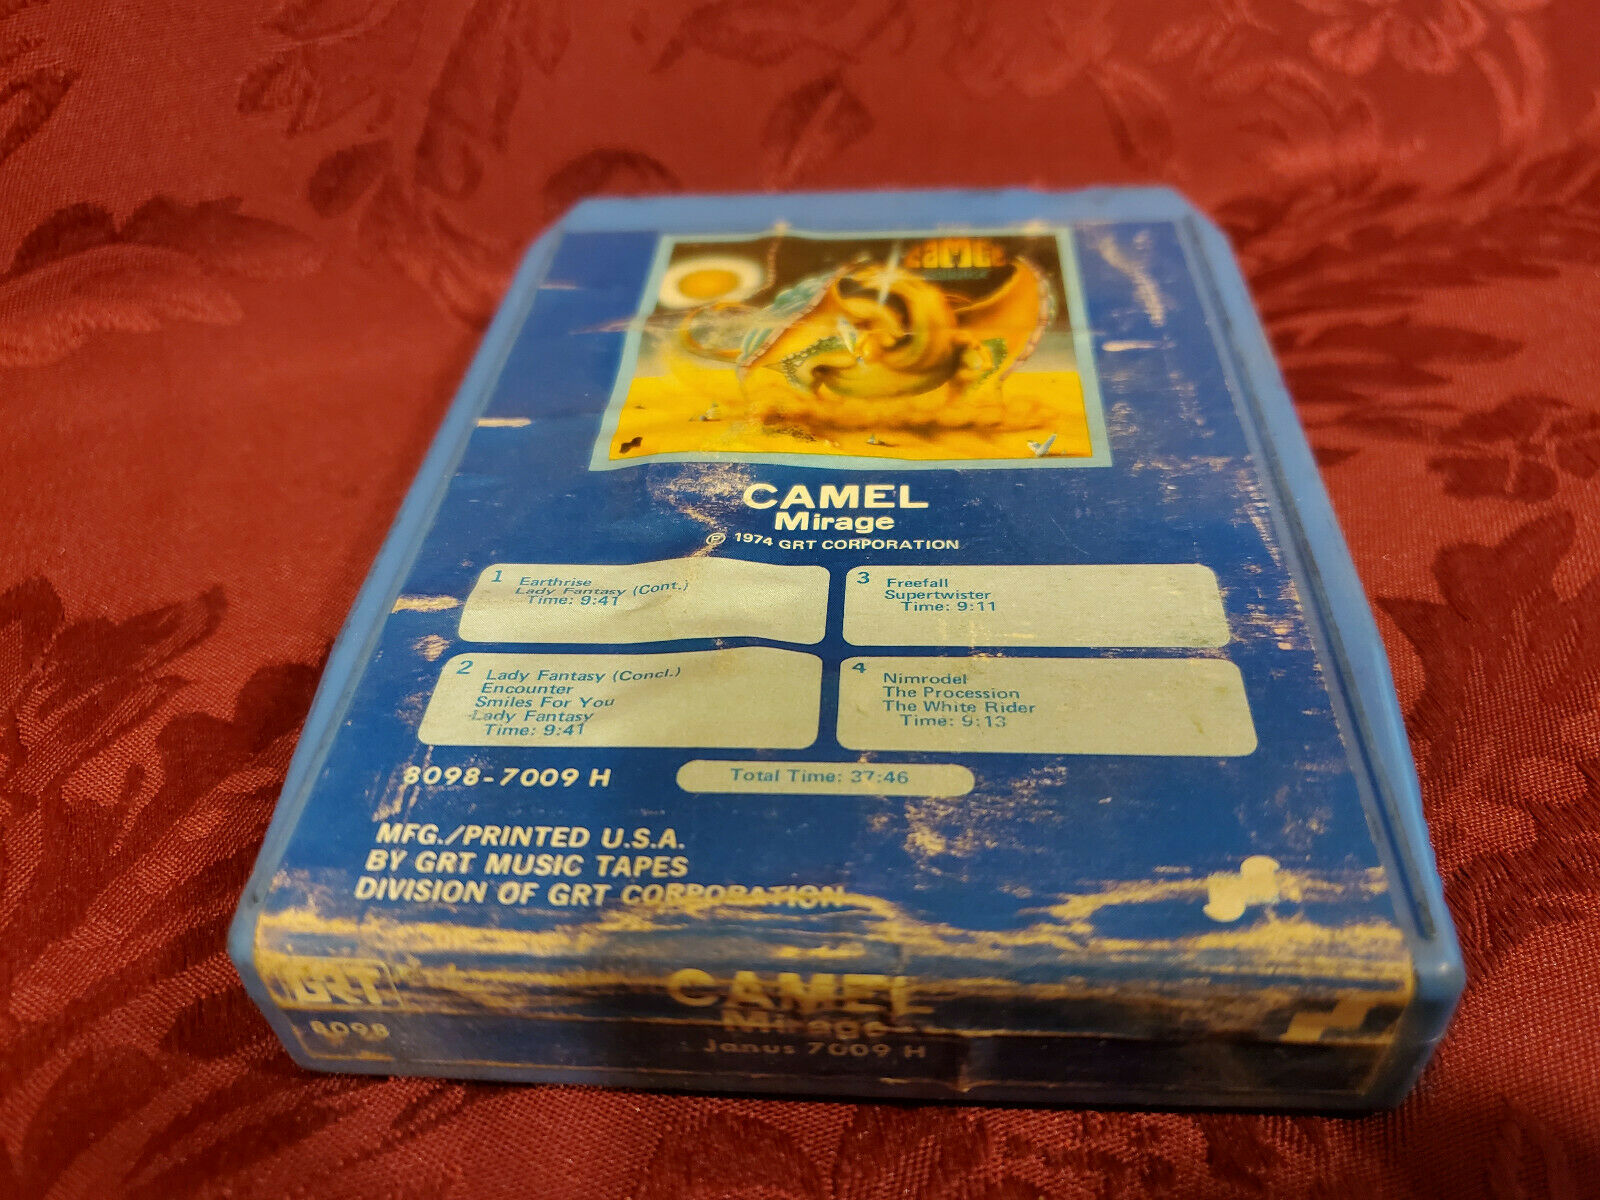 CAMEL
CAMEL
Mirage
℗ 1974 GRT CORPORATION
1 Earthrise
Lady Fantasy (Cont.)
Time: 9:41
2 Lady Fantasy (Concl.)
Encounter
Smiles For You
Lady Fantasy
Time: 9:41
3 Freefall
Supertwister
Time: 9:11
4 Nimrodel
The Procession
The White Rider
Time: 9:13
8098-7009 H
Total Time: 37:46
MFG./PRINTED U.S.A.
BY GRT MUSIC TAPES
DIVISION OF GRT CORPORATION
GRT
8098
CAMEL
Mirage
Janus 7009 H